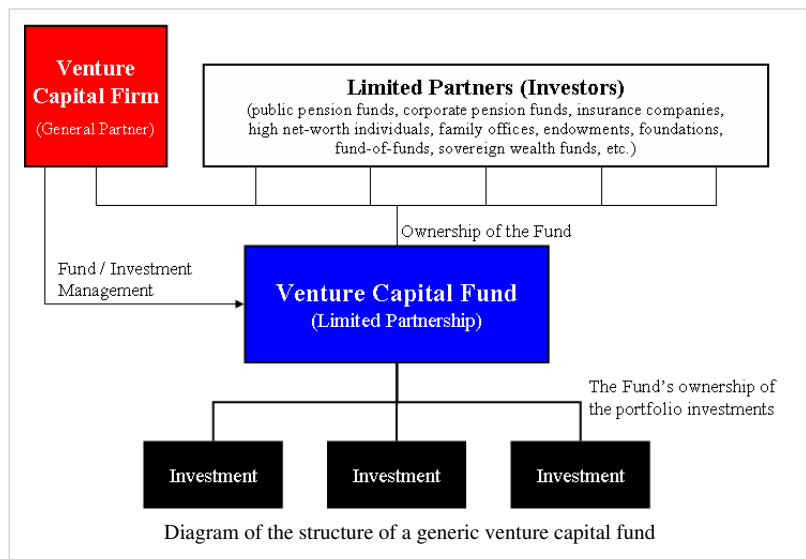 Venture
Capital Firm
(General Partner)
Limited Partners (Investors)
(public pension funds, corporate pension funds, insurance companies,
high net-worth individuals, family offices, endowments, foundations,
fund-of-funds, sovereign wealth funds, etc.)
Ownership of the Fund
Fund / Investment
Management
Venture Capital Fund
(Limited Partnership)
The Fund's ownership of
the portfolio investments
Investment
Investment
Investment
Diagram of the structure of a generic venture capital fund